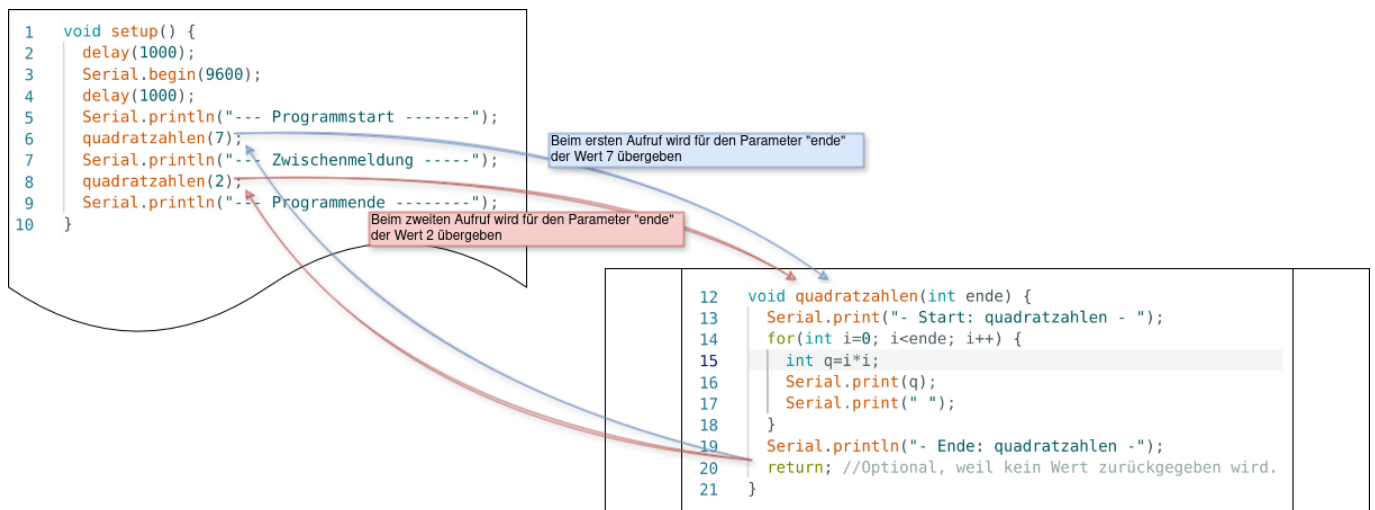 1 void setup() {
2 delay(1000);
3 Serial.begin(9600);
4 delay(1000);
5 Serial.println("--- Programmstart -------");
6 quadratzahlen(7);
7 Serial.println("--- Zwischenmeldung -----");
8 quadratzahlen(2);
9 Serial.println("--- Programmende --------");
10 }
Beim ersten Aufruf wird für den Parameter "ende"
der Wert 7 übergeben
Beim zweiten Aufruf wird für den Parameter "ende"
der Wert 2 übergeben
12 void quadratzahlen(int ende) {
13 Serial.print("- Start: quadratzahlen - ");
14 for(int i=0; i<ende; i++) {
15 int q=i*i;
16 Serial.print(q);
17 Serial.print(" ");
18 }
19 Serial.println("- Ende: quadratzahlen -");
20 return; //Optional, weil kein Wert zurückgegeben wird.
21 }